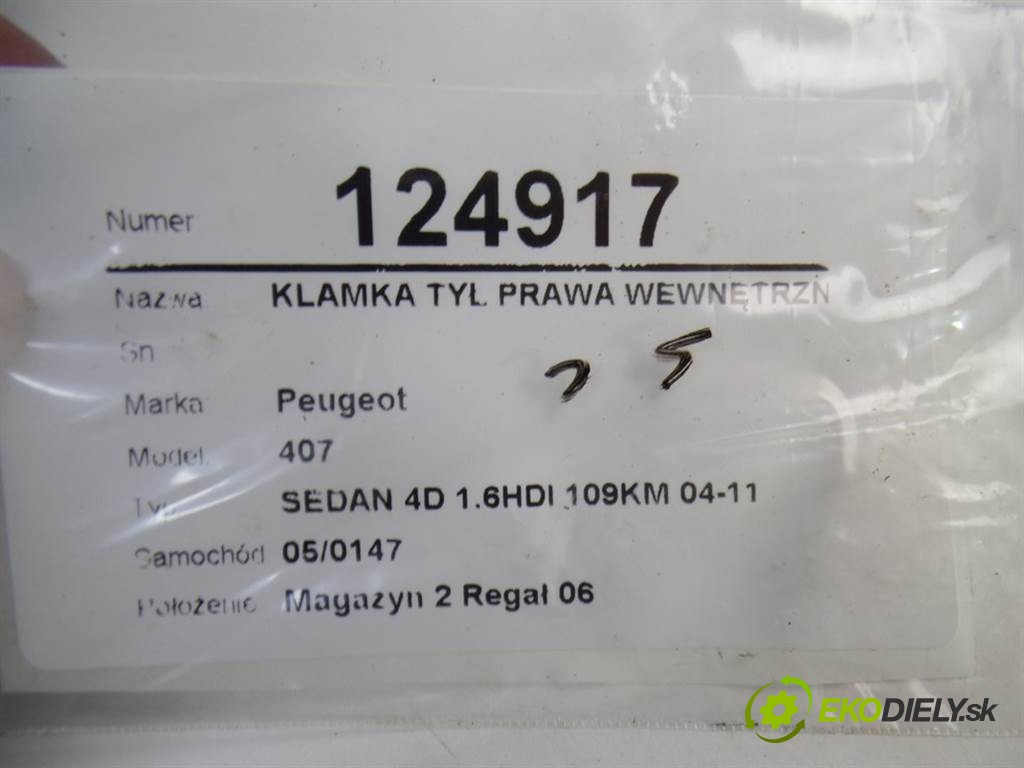 Numer 124917
Nazwa KLAMKA TYŁ PRAWA WEWNĘTRZN
Sn
Marka Peugeot
Model 407
Typ SEDAN 4D 1.6HDI 109KM 04-11
Samochód 05/0147
Położenie Magazyn 2 Regał 06
EKODIELY.sk